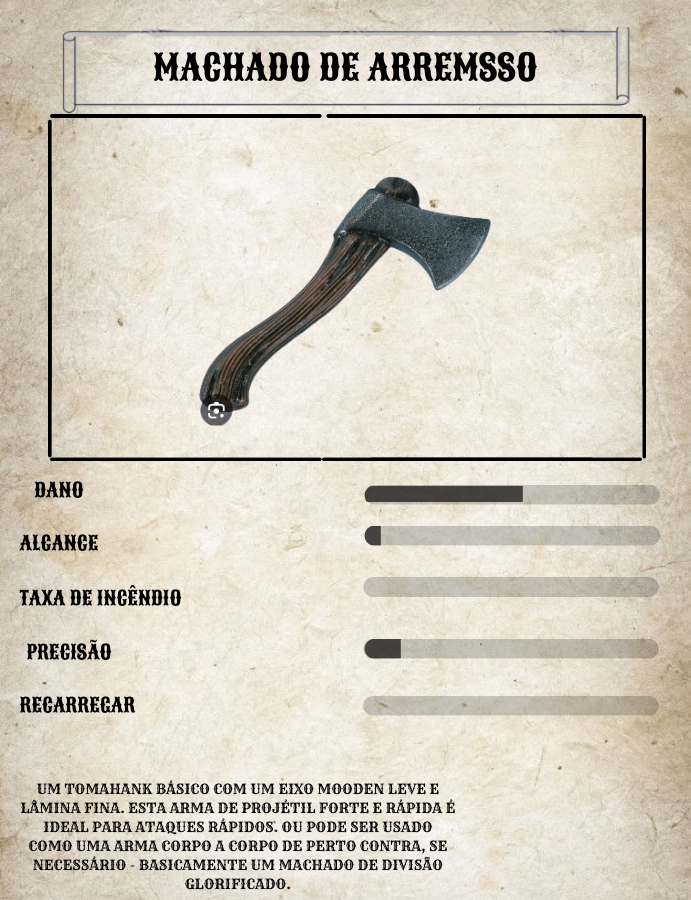 MACHADO DE ARREMSSO
DANO
ALCANCE
TAXA DE INCÊNDIO
PRECISÃO
RECARREGAR
UM TOMAHANK BÁSICO COM UM EIXO MOODEN LEVE E
LÂMINA FINA. ESTA ARMA DE PROJÉTIL FORTE E RÁPIDA É
IDEAL PARA ATAQUES RÁPIDOS. OU PODE SER USADO
COMO UMA ARMA CORPO A CORPO DE PERTO CONTRA, SE
NECESSÁRIO - BASICAMENTE UM MACHADO DE DIVISÃO
GLORIFICADO.